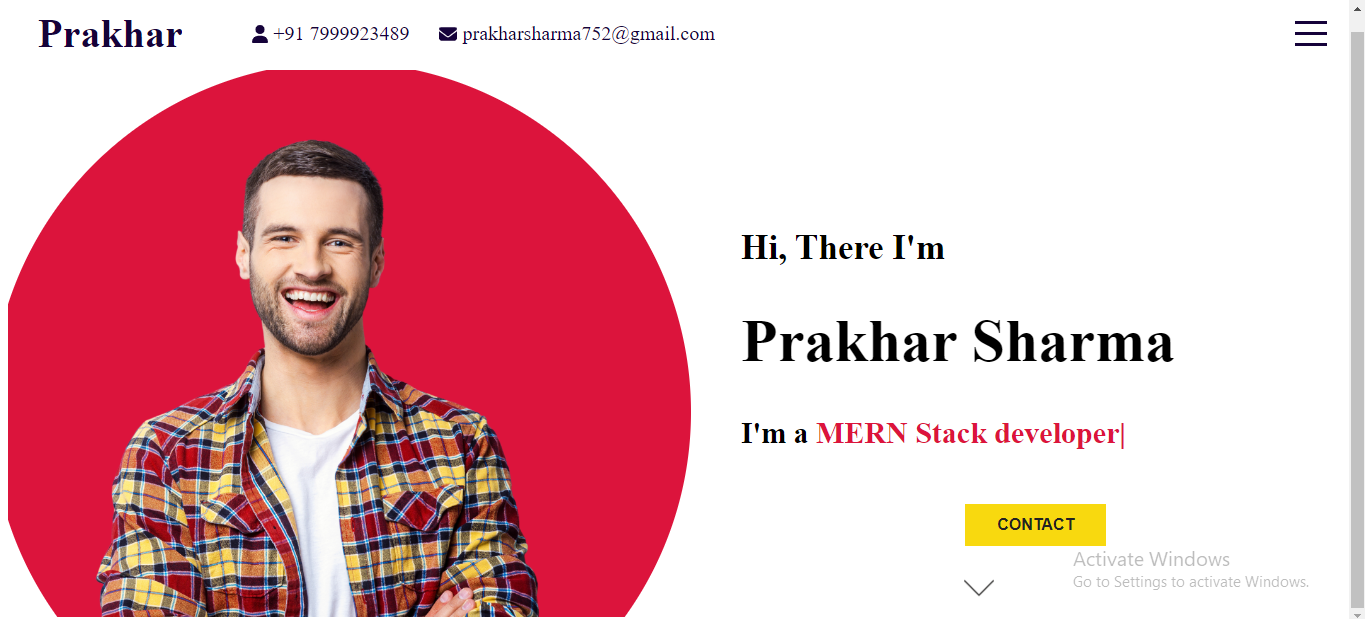 Prakhar
+91 7999923489
prakharsharma752@gmail.com
Hi, There I'm
Prakhar Sharma
I'm a MERN Stack developer|
CONTACT
Activate Windows
Go to Settings to activate Windows.